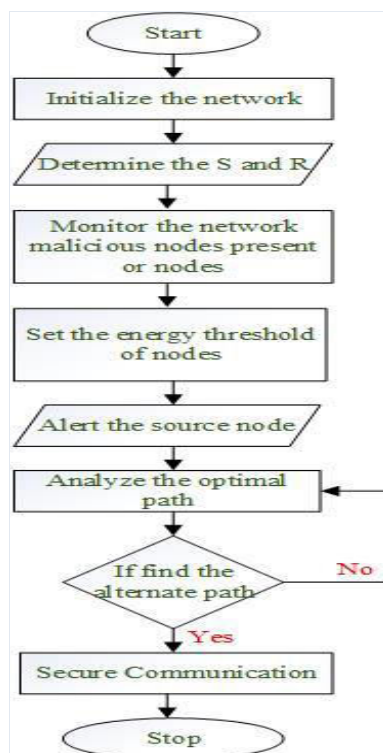 Start
Initialize the network
Determine the S and R
Monitor the network
malicious nodes present
or nodes
Set the energy threshold
of nodes
Alert the source node
Analyze the optimal
path
If find the
alternate path
No
Yes
Secure Communication
Stop